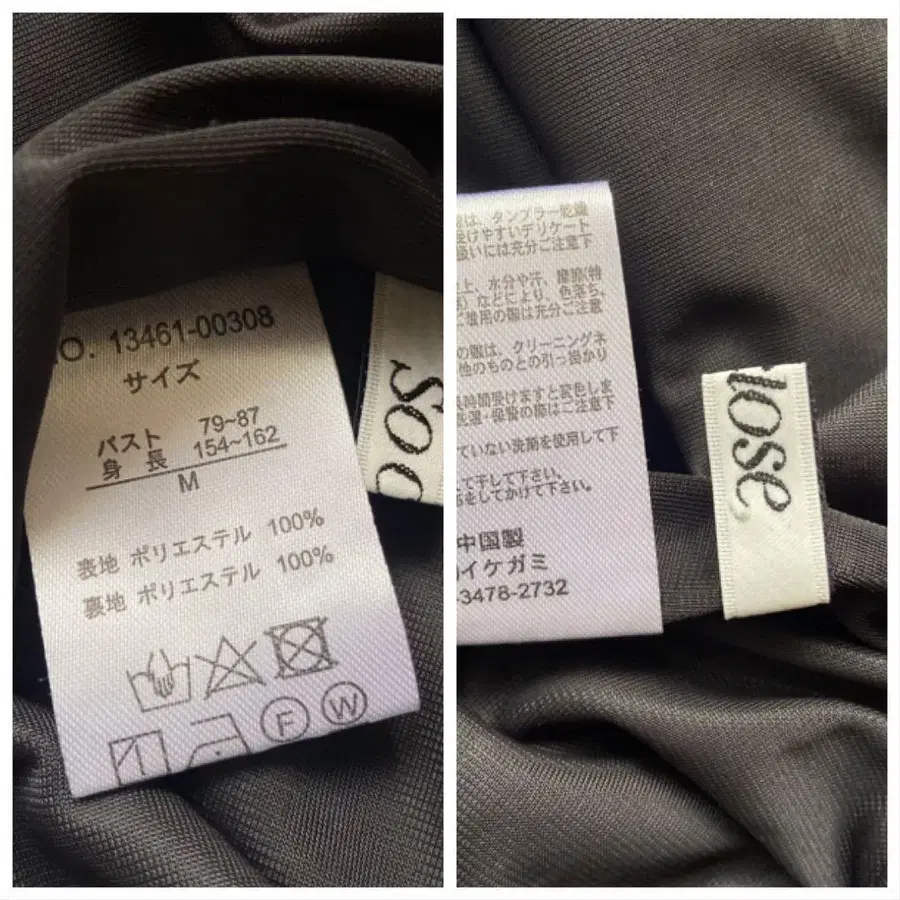 O. 13461-00308
サイズ
バスト 79~87
身長 154~162
M
表地 ポリエステル 100%
裏地 ポリエステル 100%
F W
soc
は、タンブラー乾燥
受けやすいデリケート
扱いには充分ご注意下
上、水分や汗、摩擦(特
などにより、色落ち、
ご着用の際は充分ご注意
の際は、クリーニングネ
他のものとの引っ掛かり
時間受けますと変色しま
・保管の際はご注意下
ていない洗剤を使用して下
て干して下さい。
をしてかけて下さい。
中国製
イケガミ
-3478-2732
nose